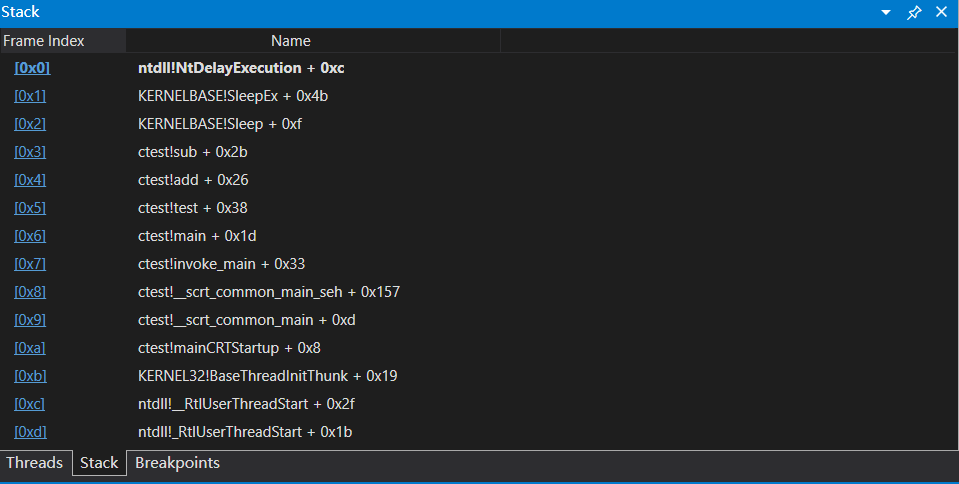 Stack
Frame Index Name
[0x0] ntdll!NtDelayExecution + 0xc
[0x1] KERNELBASE!SleepEx + 0x4b
[0x2] KERNELBASE!Sleep + 0xf
[0x3] ctest!sub + 0x2b
[0x4] ctest!add + 0x26
[0x5] ctest!test + 0x38
[0x6] ctest!main + 0x1d
[0x7] ctest!invoke_main + 0x33
[0x8] ctest!__scrt_common_main_seh + 0x157
[0x9] ctest!__scrt_common_main + 0xd
[0xa] ctest!mainCRTStartup + 0x8
[0xb] KERNEL32!BaseThreadInitThunk + 0x19
[0xc] ntdll!__RtlUserThreadStart + 0x2f
[0xd] ntdll!_RtlUserThreadStart + 0x1b
Threads Stack Breakpoints